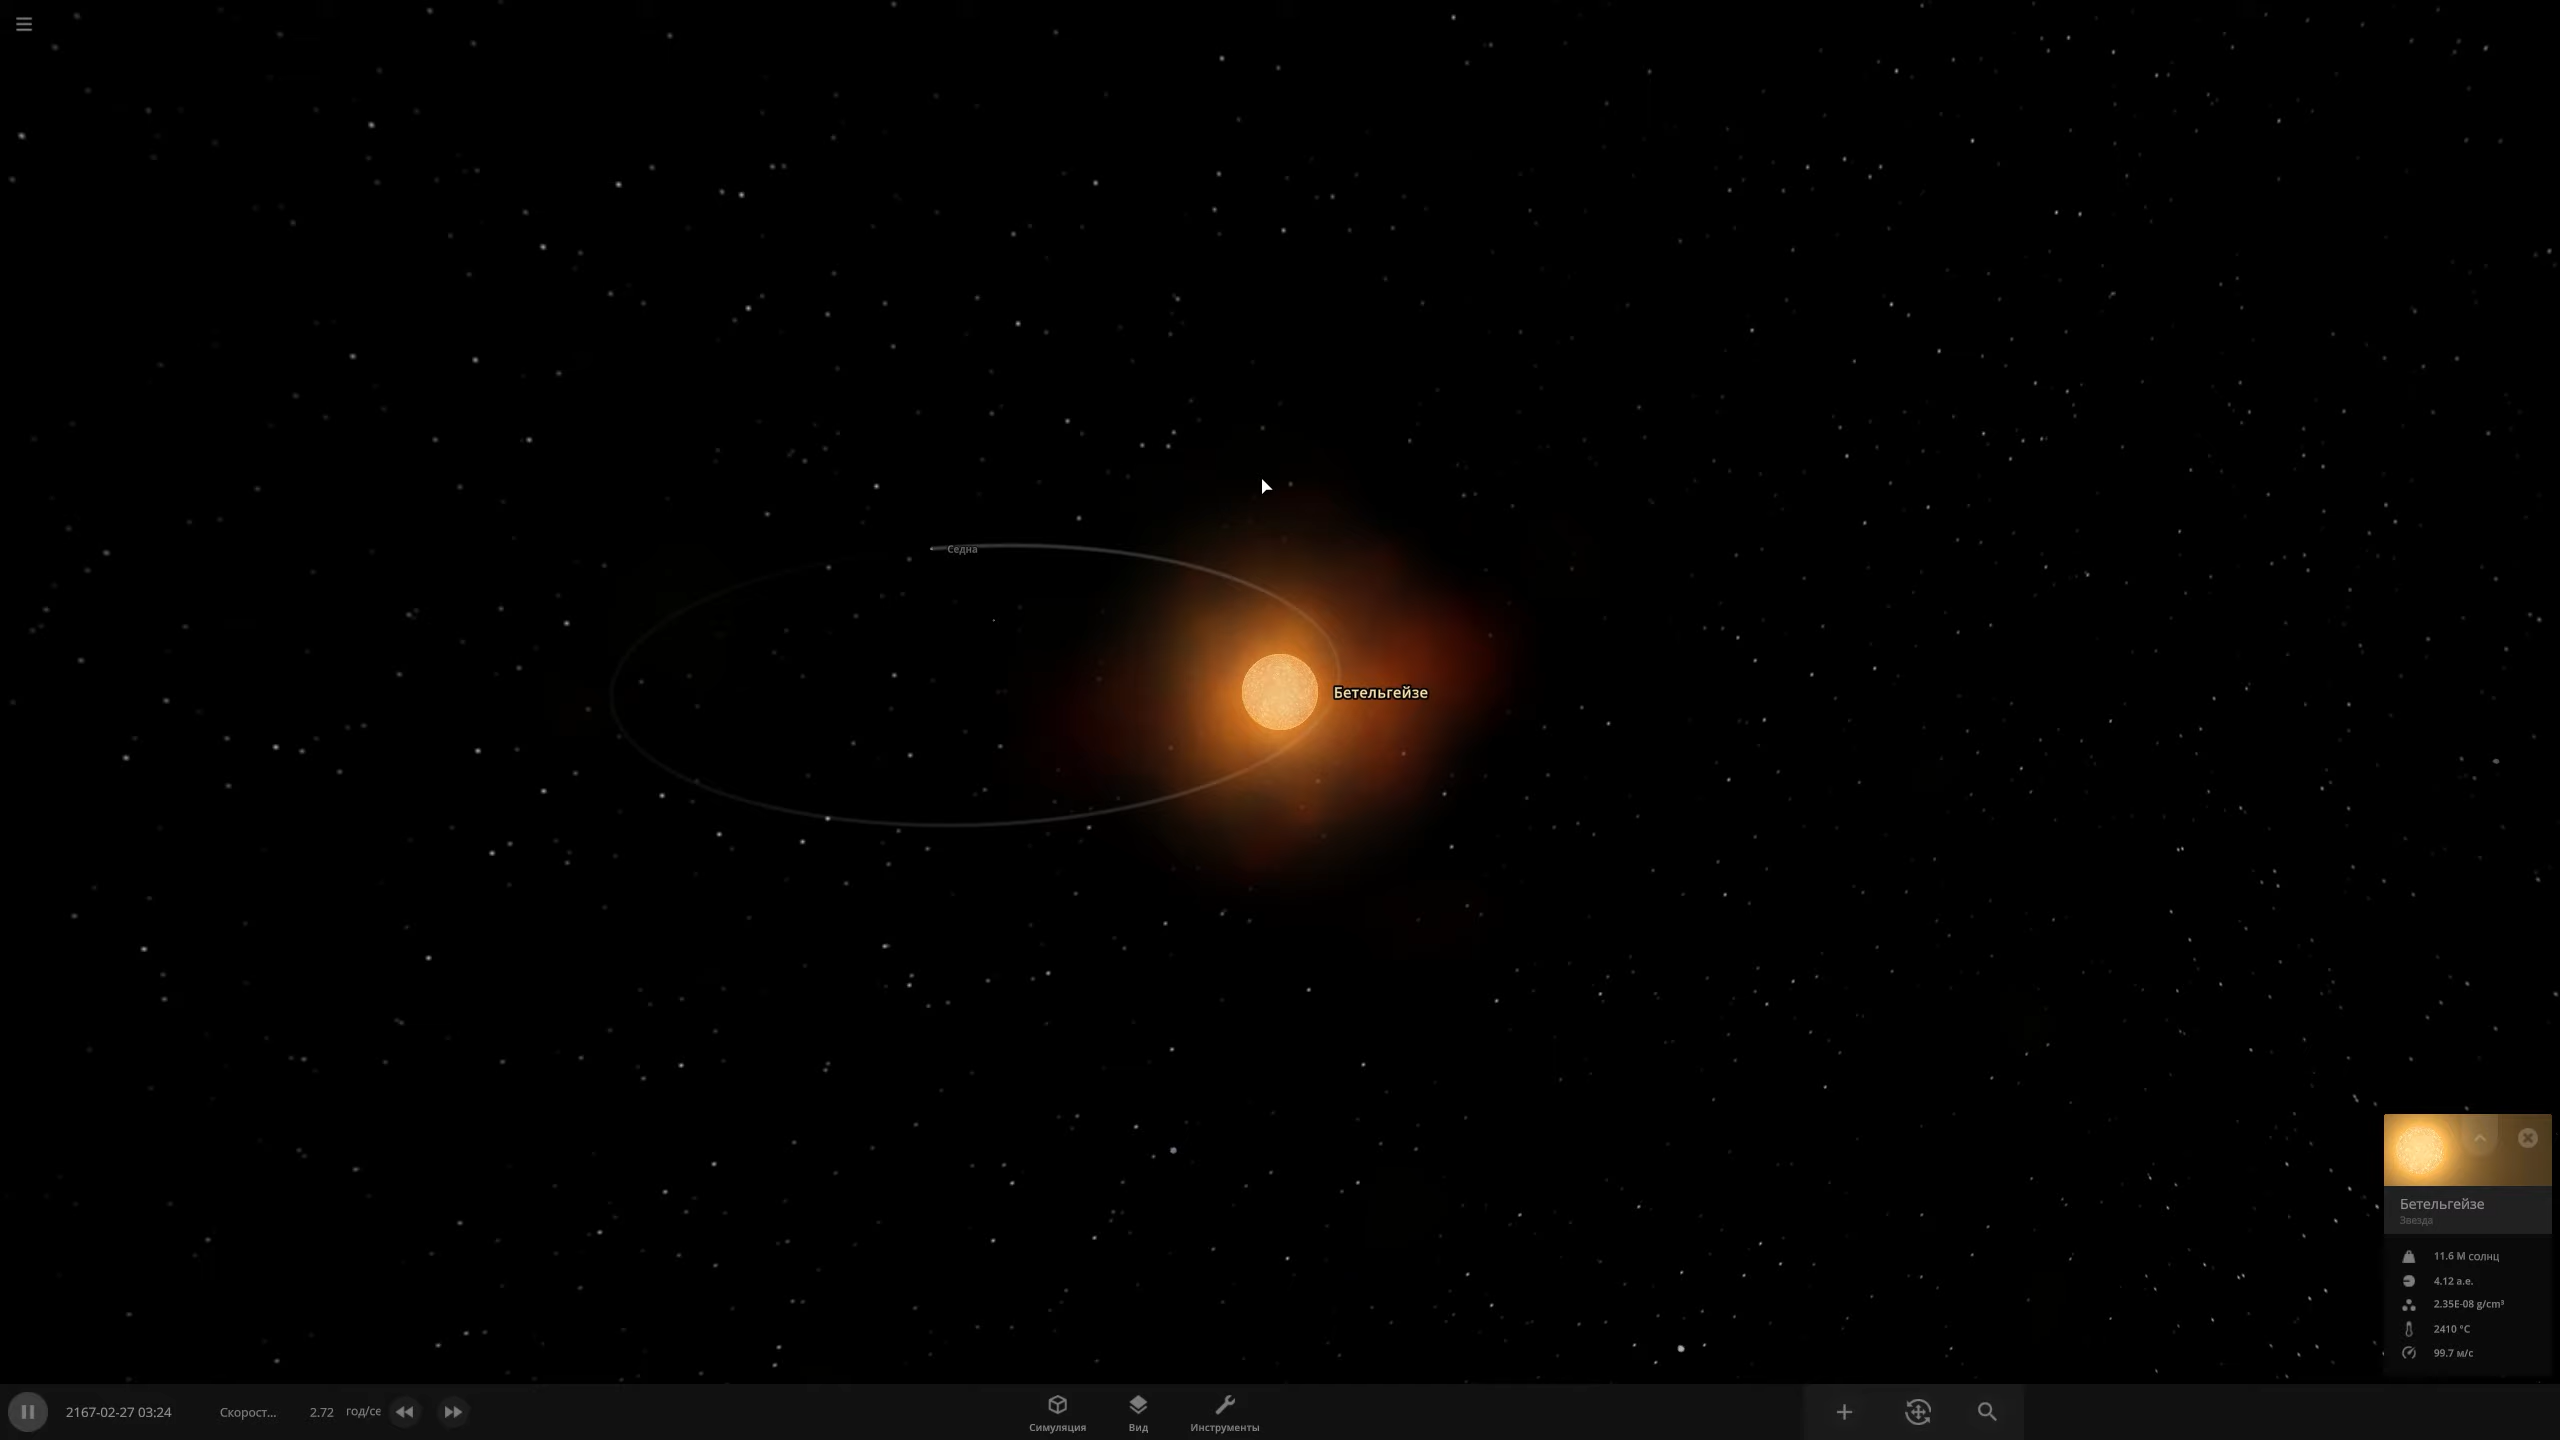 Седна
Бетельгейзе
Бетельгейзе
Звезда
11.6 M солнц
4.12 а.е.
2.35E-08 g/cm³
2410 °C
99.7 м/с
2167-02-27 03:24 Скорост... 2.72 год/се
Симуляция Вид Инструменты